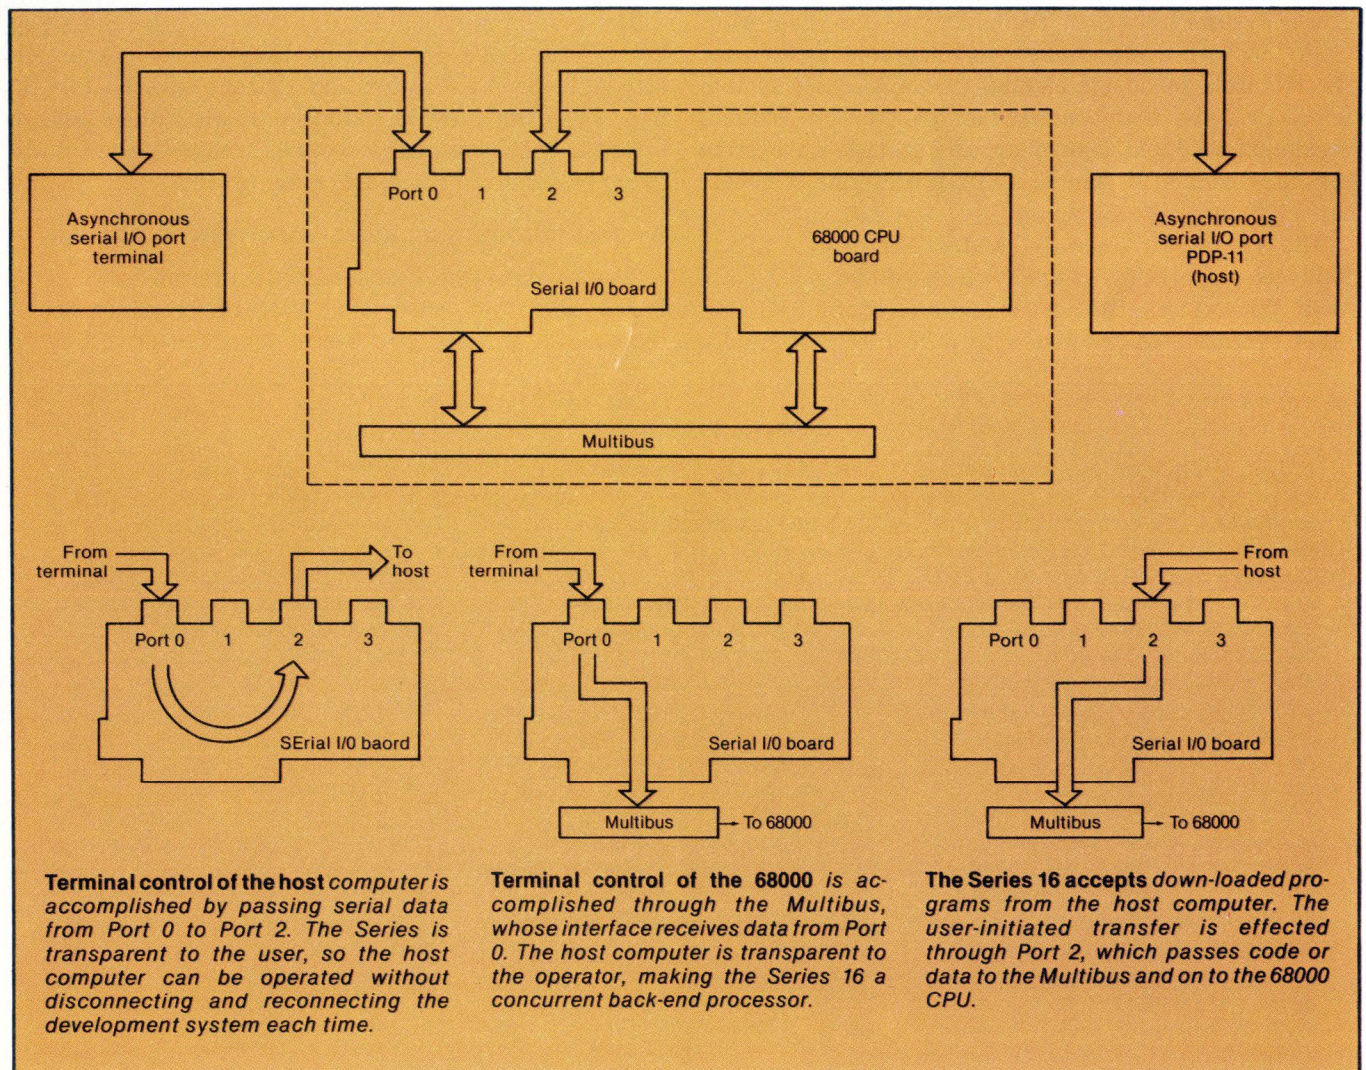 Asynchronous
serial I/O port
terminal
Port 0
1
2
3
Serial I/0 board
68000 CPU
board
Asynchronous
serial I/O port
PDP-11
(host)
Multibus
From
terminal
To
host
Port 0
1
2
3
SErial I/0 baord
From
terminal
Port 0
1
2
3
Serial I/0 board
Multibus
To 68000
From
host
Port 0
1
2
3
Serial I/0 board
Multibus
To 68000
Terminal control of the host computer is
accomplished by passing serial data
from Port 0 to Port 2. The Series is
transparent to the user, so the host
computer can be operated without
disconnecting and reconnecting the
development system each time.
Terminal control of the 68000 is ac-
complished through the Multibus,
whose interface receives data from Port
0. The host computer is transparent to
the operator, making the Series 16 a
concurrent back-end processor.
The Series 16 accepts down-loaded pro-
grams from the host computer. The
user-initiated transfer is effected
through Port 2, which passes code or
data to the Multibus and on to the 68000
CPU.